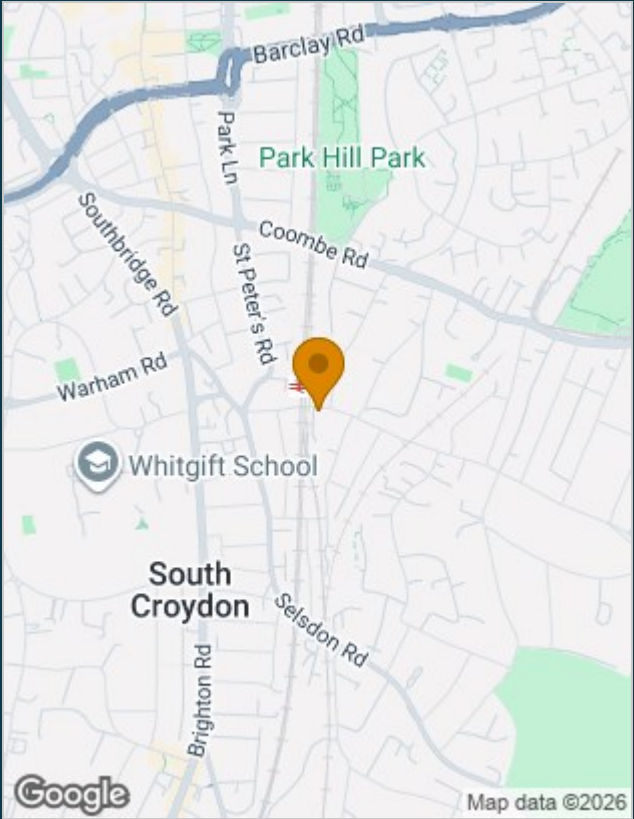 Barclay Rd
Park Ln
Park Hill Park
Southbridge Rd
Coombe Rd
St Peter's Rd
Warham Rd
Whitgift School
South
Croydon
Selsdon Rd
Brighton Rd
Google
Map data ©2026